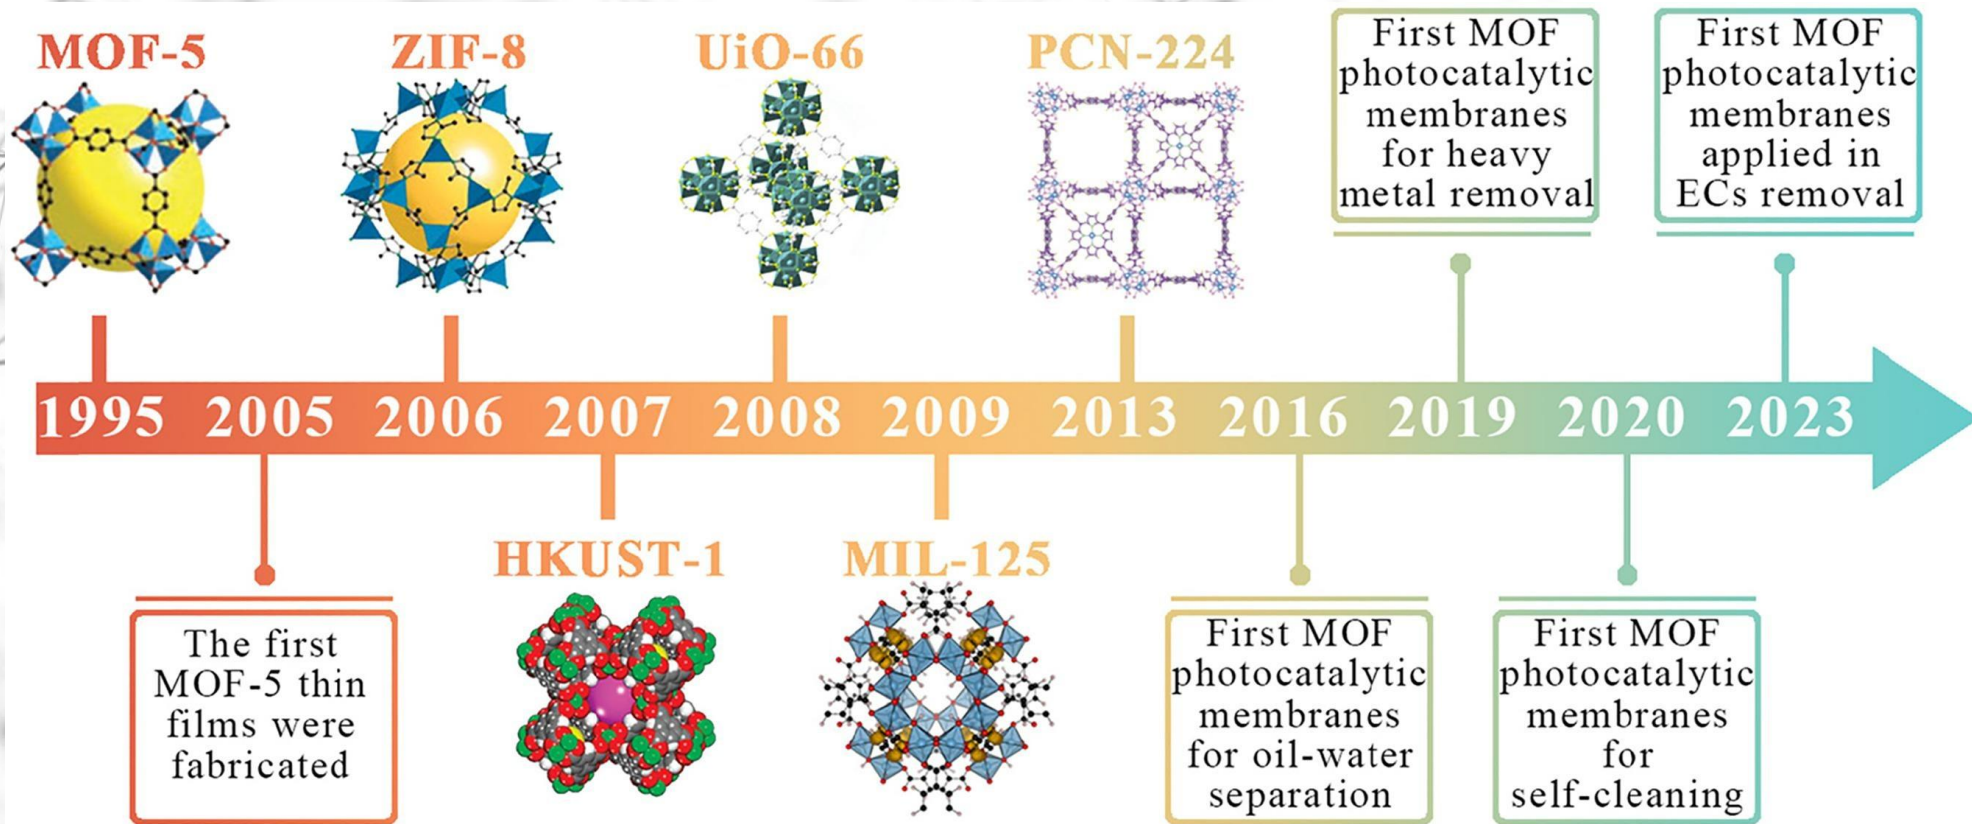 MOF-5
ZIF-8
UiO-66
PCN-224
First MOF
photocatalytic
membranes
for heavy
metal removal
First MOF
photocatalytic
membranes
applied in
ECs removal
1995 2005 2006 2007 2008 2009 2013 2016 2019 2020 2023
The first
MOF-5 thin
films were
fabricated
HKUST-1
MIL-125
First MOF
photocatalytic
membranes
for oil-water
separation
First MOF
photocatalytic
membranes
for
self-cleaning